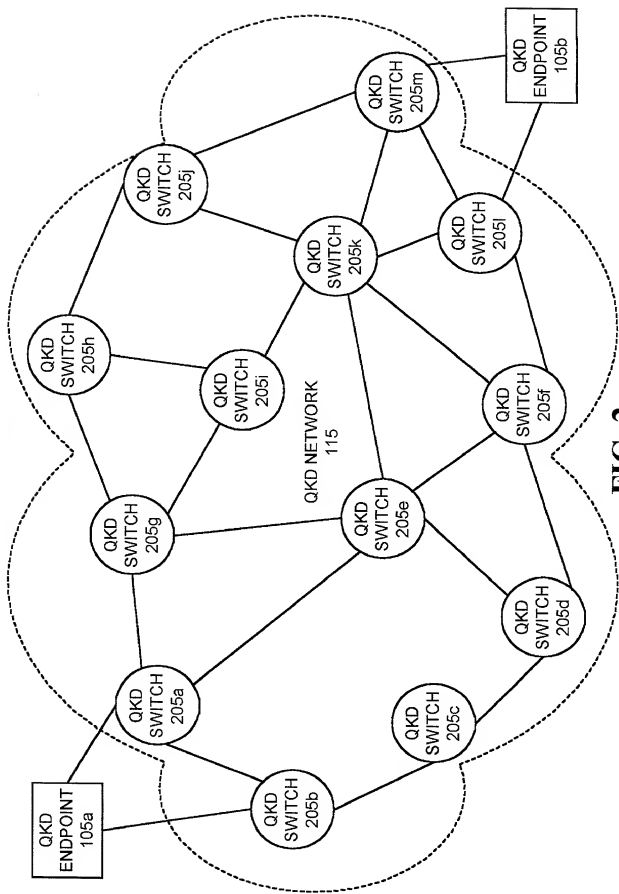 QKD
ENDPOINT
105a
QKD
SWITCH
205a
QKD
SWITCH
205b
QKD
SWITCH
205g
QKD
SWITCH
205h
QKD
SWITCH
205j
QKD
SWITCH
205i
QKD NETWORK
115
QKD
SWITCH
205k
QKD
SWITCH
205m
QKD
SWITCH
205e
QKD
SWITCH
205c
QKD
SWITCH
205d
QKD
SWITCH
205f
QKD
SWITCH
205l
QKD
ENDPOINT
105b